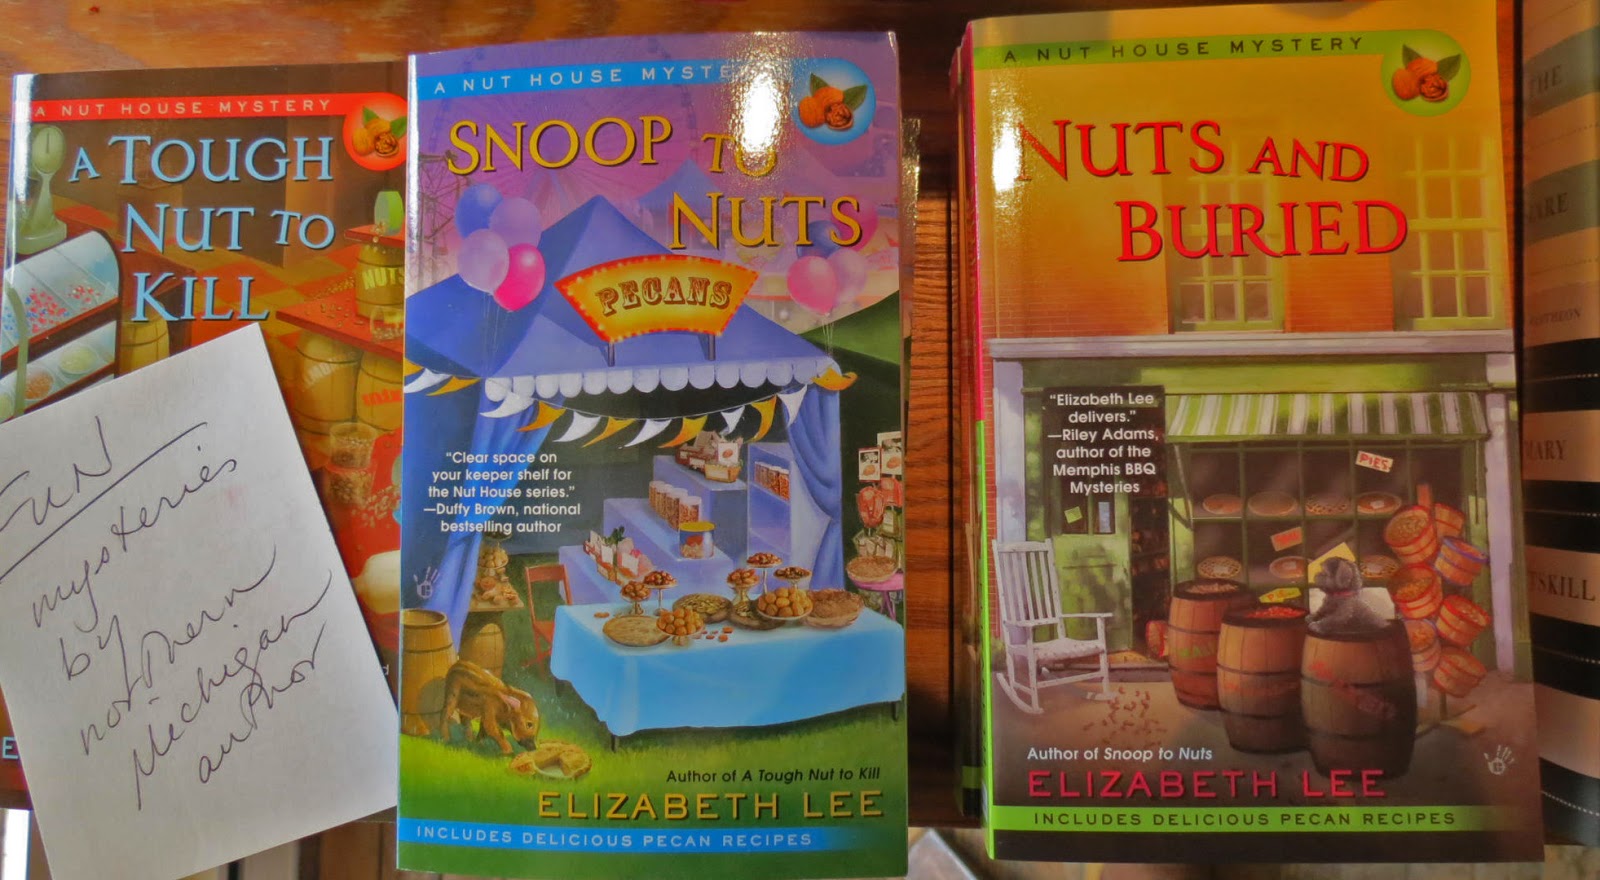 A NUT HOUSE MYSTERY
A TOUGH
NUT TO
KILL
NUTS
FUN
mysteries
by
northern
Michigan
author
A NUT HOUSE MYSTERY
SNOOP TO
NUTS
PECANS
"Clear space on
your keeper shelf for
the Nut House series."
—Duffy Brown, national
bestselling author
Author of A Tough Nut to Kill
ELIZABETH LEE
INCLUDES DELICIOUS PECAN RECIPES
A NUT HOUSE MYSTERY
NUTS AND
BURIED
"Elizabeth Lee
delivers."
—Riley Adams,
author of the
Memphis BBQ
Mysteries
PIES
Author of Snoop to Nuts
ELIZABETH LEE
INCLUDES DELICIOUS PECAN RECIPES
THE